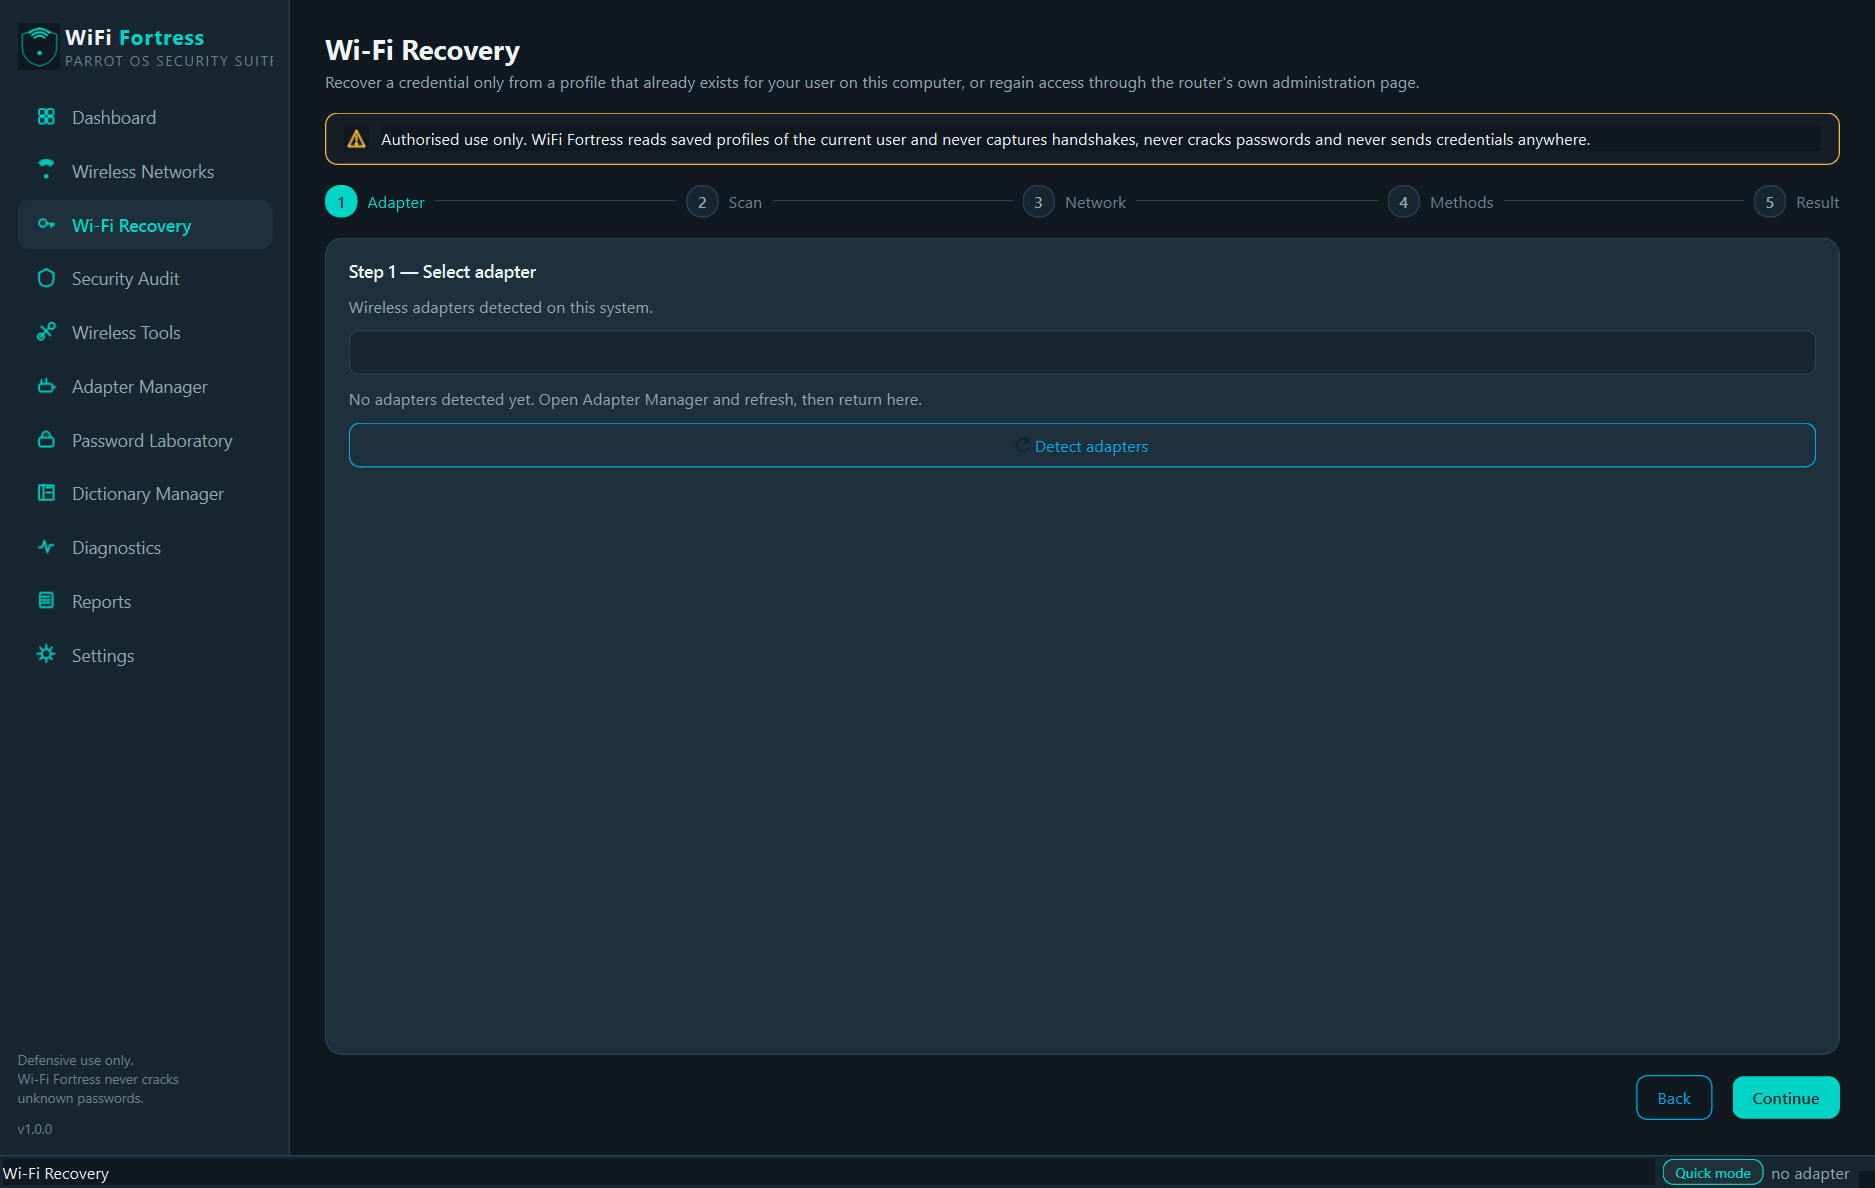 WiFi Fortress
PARROT OS SECURITY SUITE
Dashboard
Wireless Networks
Wi-Fi Recovery
Security Audit
Wireless Tools
Adapter Manager
Password Laboratory
Dictionary Manager
Diagnostics
Reports
Settings
Defensive use only.
Wi-Fi Fortress never cracks
unknown passwords.
v1.0.0
Wi-Fi Recovery
Recover a credential only from a profile that already exists for your user on this computer, or regain access through the router's own administration page.
Authorised use only. WiFi Fortress reads saved profiles of the current user and never captures handshakes, never cracks passwords and never sends credentials anywhere.
1 Adapter 2 Scan 3 Network 4 Methods 5 Result
Step 1 — Select adapter
Wireless adapters detected on this system.
No adapters detected yet. Open Adapter Manager and refresh, then return here.
Detect adapters
Back Continue
Wi-Fi Recovery Quick mode no adapter